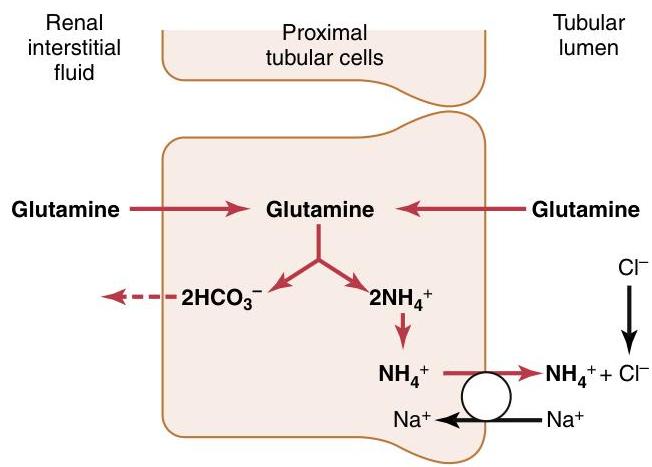 Renal
interstitial
fluid
Proximal
tubular cells
Tubular
lumen
Glutamine
Glutamine
Glutamine
Cl⁻
2HCO₃⁻
2NH₄⁺
NH₄⁺
NH₄⁺ + Cl⁻
Na⁺
Na⁺